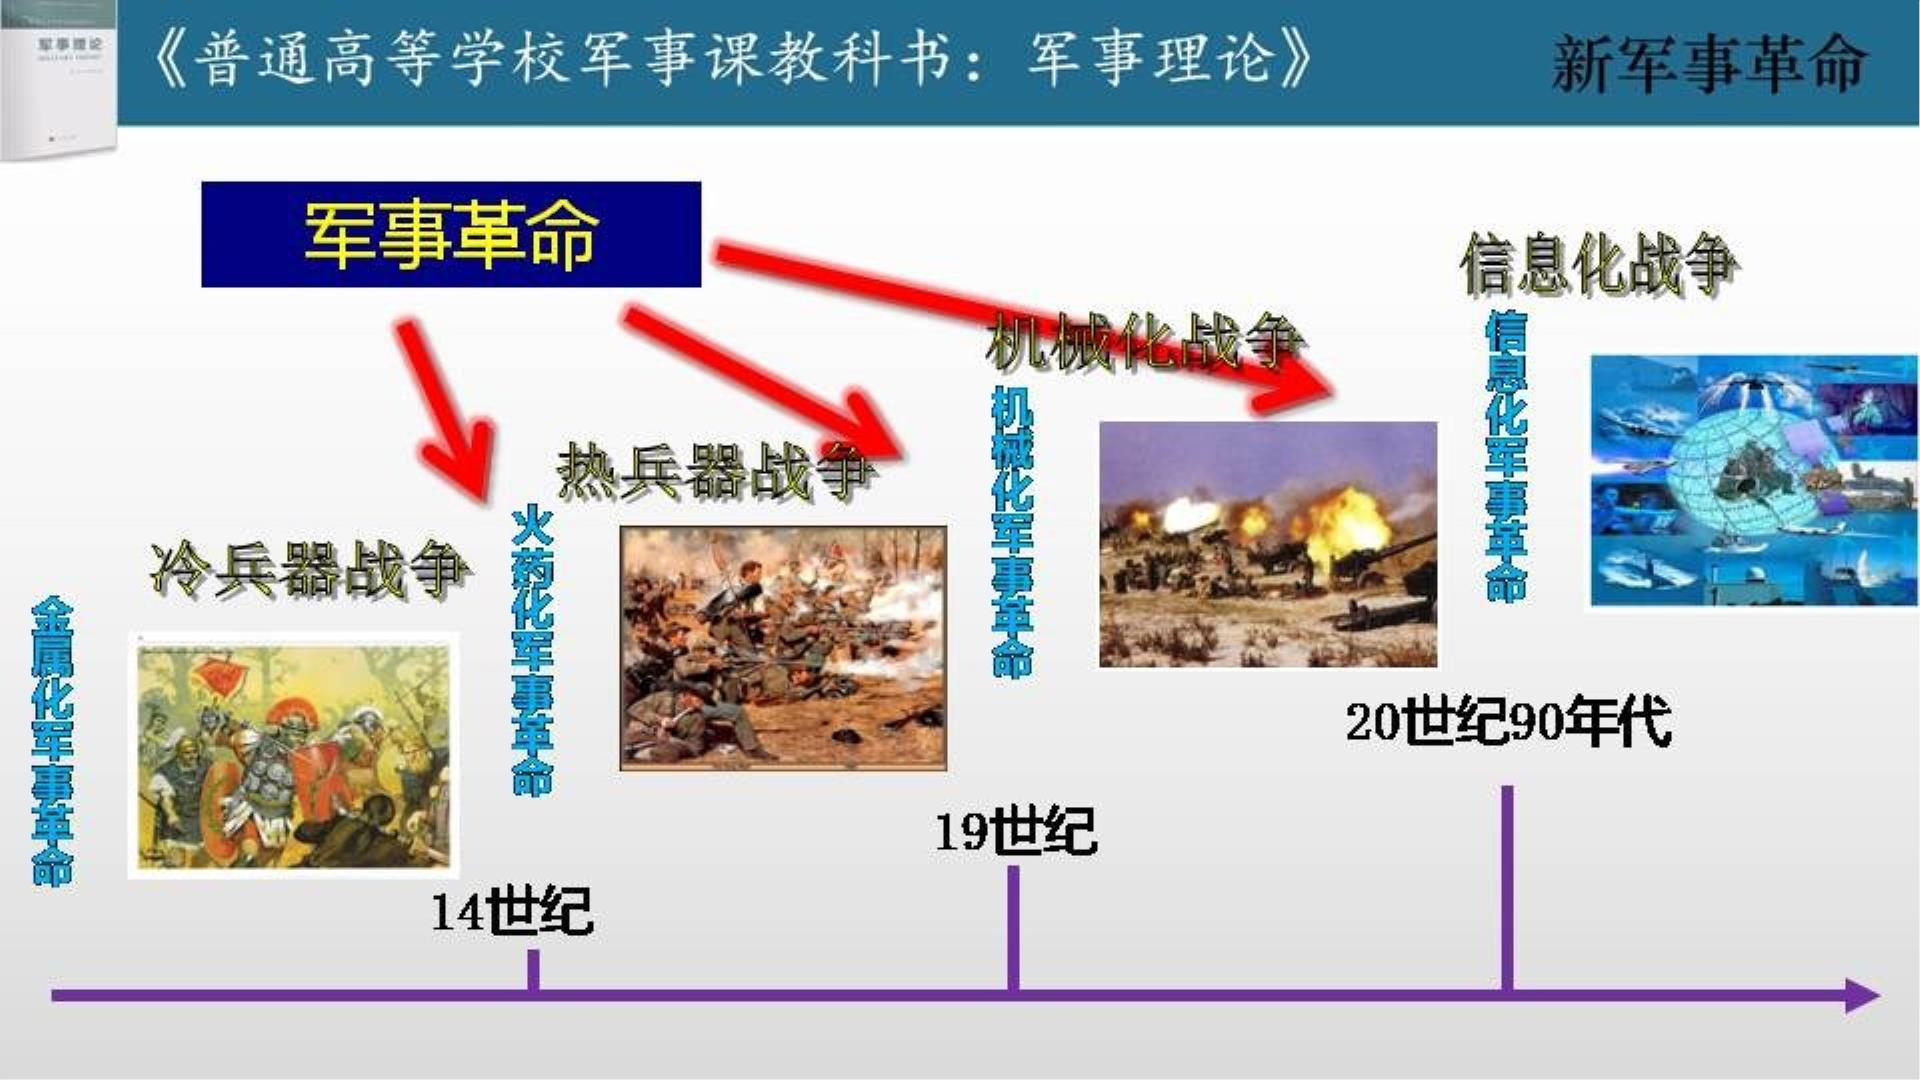 军事理论
《普通高等学校军事课教科书：军事理论》
新军事革命
军事革命
信息化战争
机械化战争
热兵器战争
冷兵器战争
金属化军事革命
火药化军事革命
机械化军事革命
信息化军事革命
20世纪90年代
19世纪
14世纪